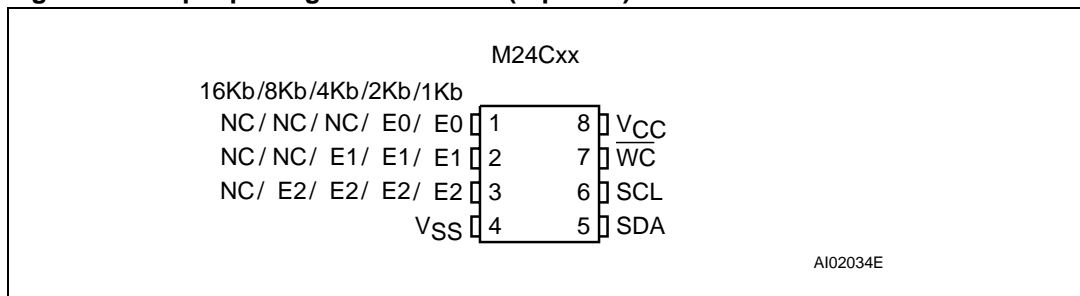 M24Cxx
16Kb/8Kb/4Kb/2Kb/1Kb
NC/ NC/ NC/ E0/ E0 1 8 VCC
NC/ NC/ E1/ E1/ E1 2 7 WC
NC/ E2/ E2/ E2/ E2 3 6 SCL
VSS 4 5 SDA
AI02034E